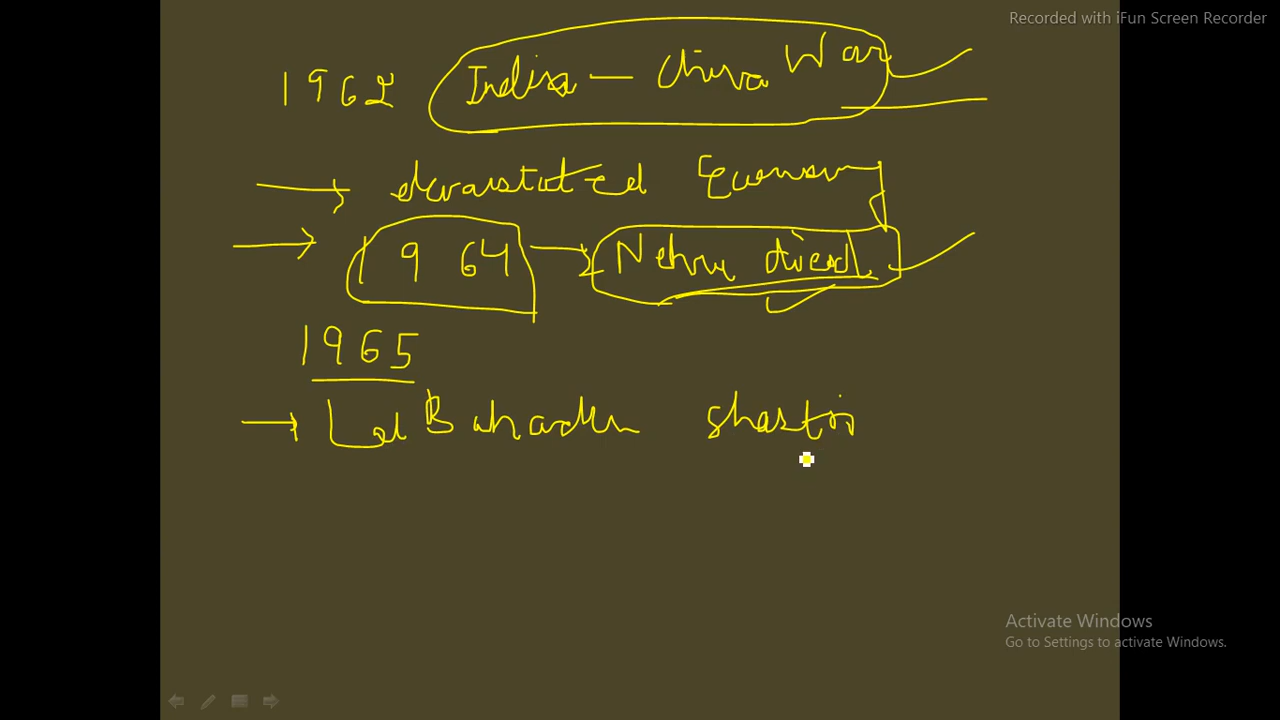 Recorded with iFun Screen Recorder
1962 India - China War
→ devastated Economy
→ 1964 → Nehru died
1965
→ Lal Bahadur Shastri
Activate Windows
Go to Settings to activate Windows.